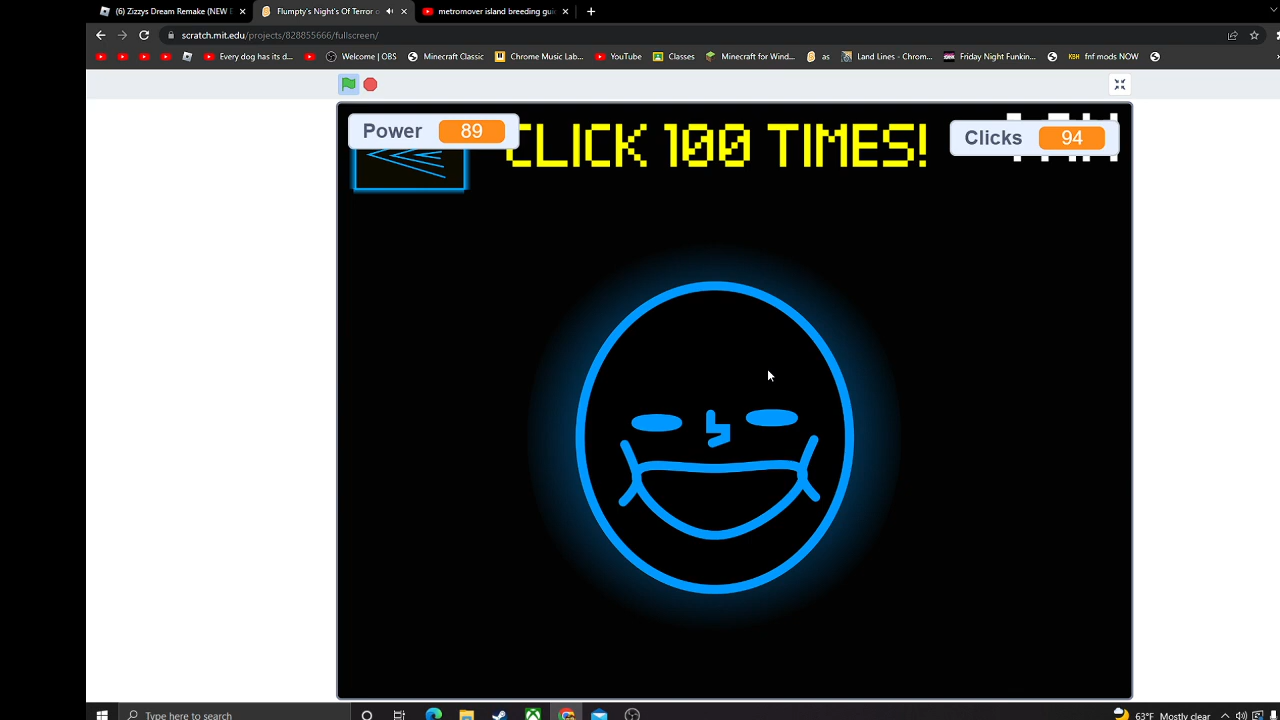 (6) Zizzys Dream Remake (NEW E
Flumpty's Night's Of Terror o
metromover island breeding gui
scratch.mit.edu/projects/828855666/fullscreen/
Every dog has its d...
Welcome | OBS
Minecraft Classic
Chrome Music Lab...
YouTube
Classes
Minecraft for Wind...
as
Land Lines - Chrom...
Friday Night Funkin...
KBH
fnf mods NOW
Power 89
CLICK 100 TIMES!
Clicks 94
Type here to search
63°F Mostly clear